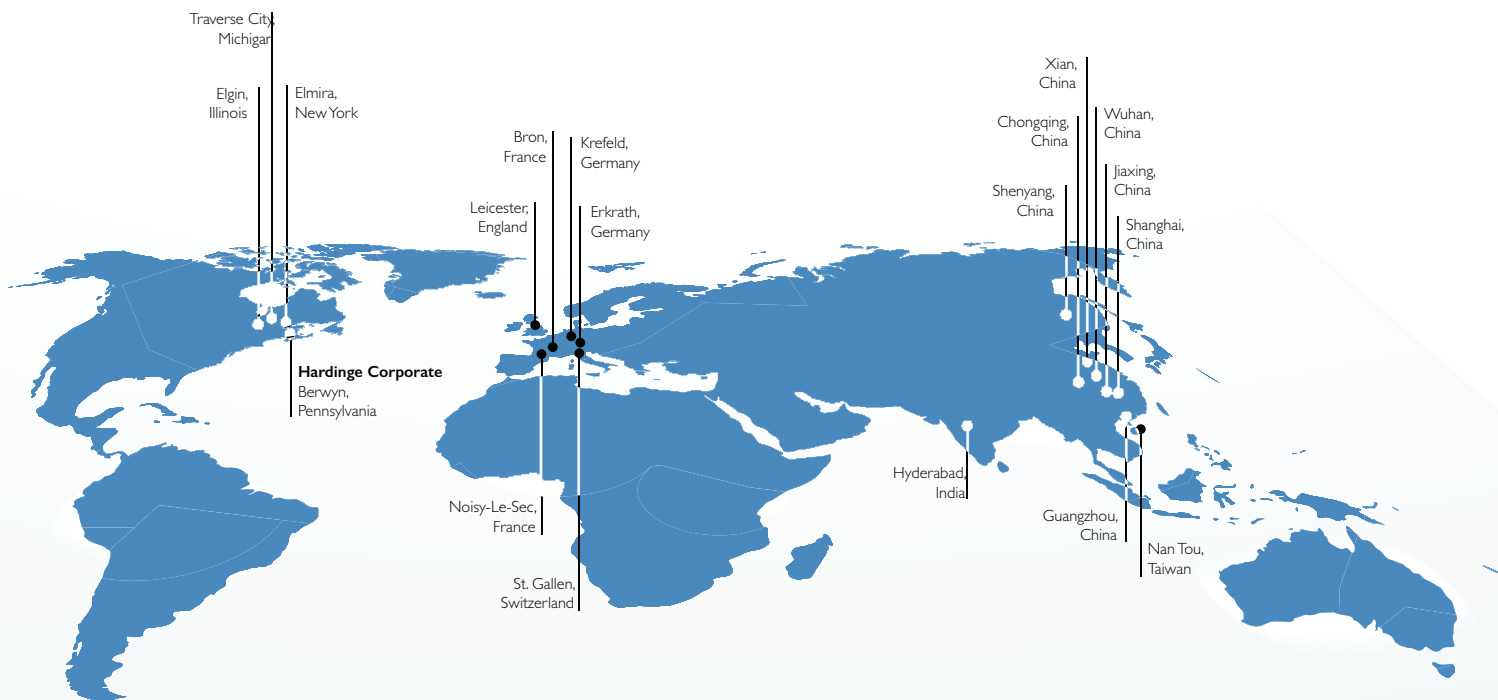 Traverse City,
Michigan
Elgin,
Illinois
Elmira,
New York
Hardinge Corporate
Berwyn,
Pennsylvania
Bron,
France
Krefeld,
Germany
Leicester,
England
Erkrath,
Germany
Noisy-Le-Sec,
France
St. Gallen,
Switzerland
Xian,
China
Chongqing,
China
Wuhan,
China
Shenyang,
China
Jiaxing,
China
Shanghai,
China
Hyderabad,
India
Guangzhou,
China
Nan Tou,
Taiwan